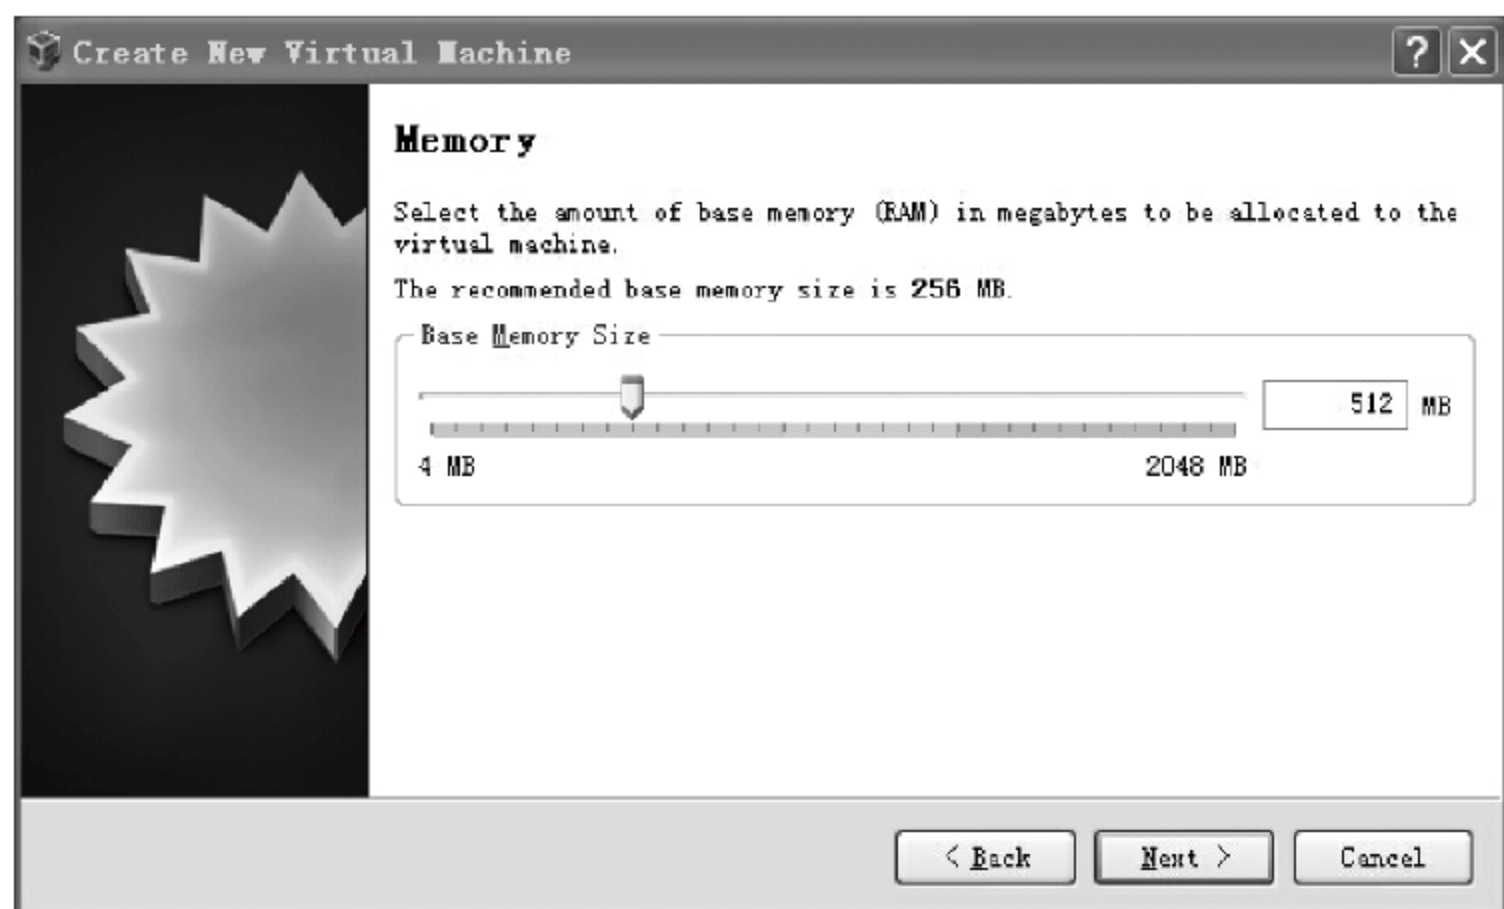 Create New Virtual Machine
Memory
Select the amount of base memory (RAM) in megabytes to be allocated to the
virtual machine.
The recommended base memory size is 256 MB.
Base Memory Size
512 MB
4 MB 2048 MB
< Back Next > Cancel